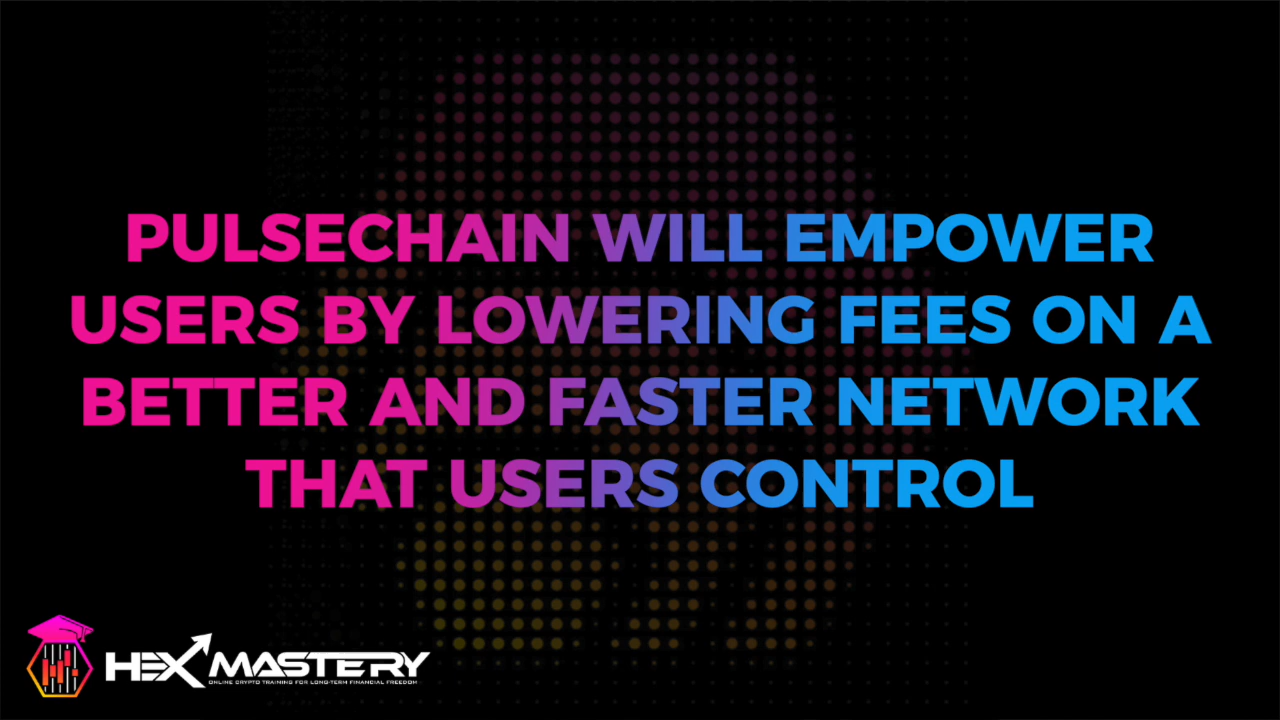 PULSECHAIN WILL EMPOWER
USERS BY LOWERING FEES ON A
BETTER AND FASTER NETWORK
THAT USERS CONTROL
HEX MASTERY
ONLINE CRYPTO TRAINING FOR LONG-TERM FINANCIAL FREEDOM